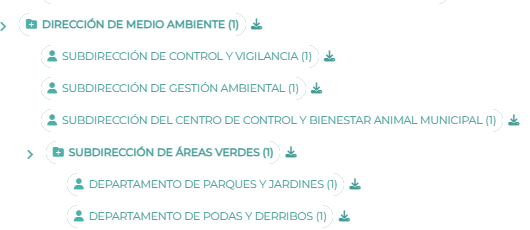 DIRECCIÓN DE MEDIO AMBIENTE (1)
SUBDIRECCIÓN DE CONTROL Y VIGILANCIA (1)
SUBDIRECCIÓN DE GESTIÓN AMBIENTAL (1)
SUBDIRECCIÓN DEL CENTRO DE CONTROL Y BIENESTAR ANIMAL MUNICIPAL (1)
SUBDIRECCIÓN DE ÁREAS VERDES (1)
DEPARTAMENTO DE PARQUES Y JARDINES (1)
DEPARTAMENTO DE PODAS Y DERRIBOS (1)